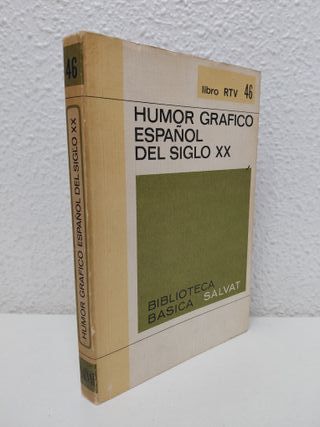 46
HUMOR GRAFICO ESPAÑOL DEL SIGLO XX
libro RTV 46
HUMOR GRAFICO
ESPAÑOL
DEL SIGLO XX
BIBLIOTECA
BASICA SALVAT